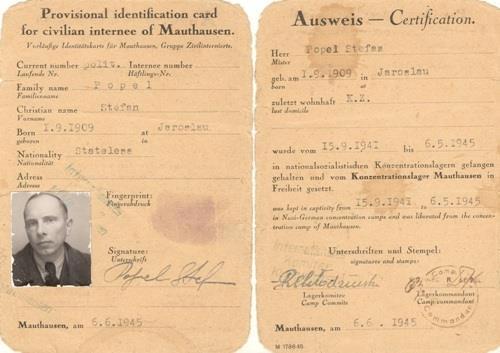 Provisional identification card
for civilian internee of Mauthausen.
Vorläufige Identitätskarte für Mauthausen, Gruppe Zivilinternierte.
Current number polit. Internee number
Laufende Nr. Häftlings-Nr.
Family name Popel
Familienname
Christian name Stefan
Vorname
Born 1.9.1909 at Jaroslau
geboren in
Nationality Stateless
Nationalität
Adress
Adresse
Fingerprint:
Fingerabdruck
Signature:
Unterschrift
Popel Stefan
Mauthausen, am 6.6.1945
Ausweis — Certification.
Herr Popel Stefan
Mister
geb. am 1.9.1909 in Jaroslau
born at
zuletzt wohnhaft K.Z.
last domicile
wurde vom 15.9.1941 bis 6.5.1945
in nationalsozialistischen Konzentrationslagern gefangen
gehalten und vom Konzentrationslager Mauthausen in
Freiheit gesetzt.
was kept in captivity from 15.9.1941 to 6.5.1945
in Nazi-German concentration camps and was liberated from the concen-
tration camp of Mauthausen.
Unterschriften und Stempel:
signatures and stamps:
Lagerkomitee Lagerkommandant
Camp Committe Camp commandant
Mauthausen, am 6.6.1945